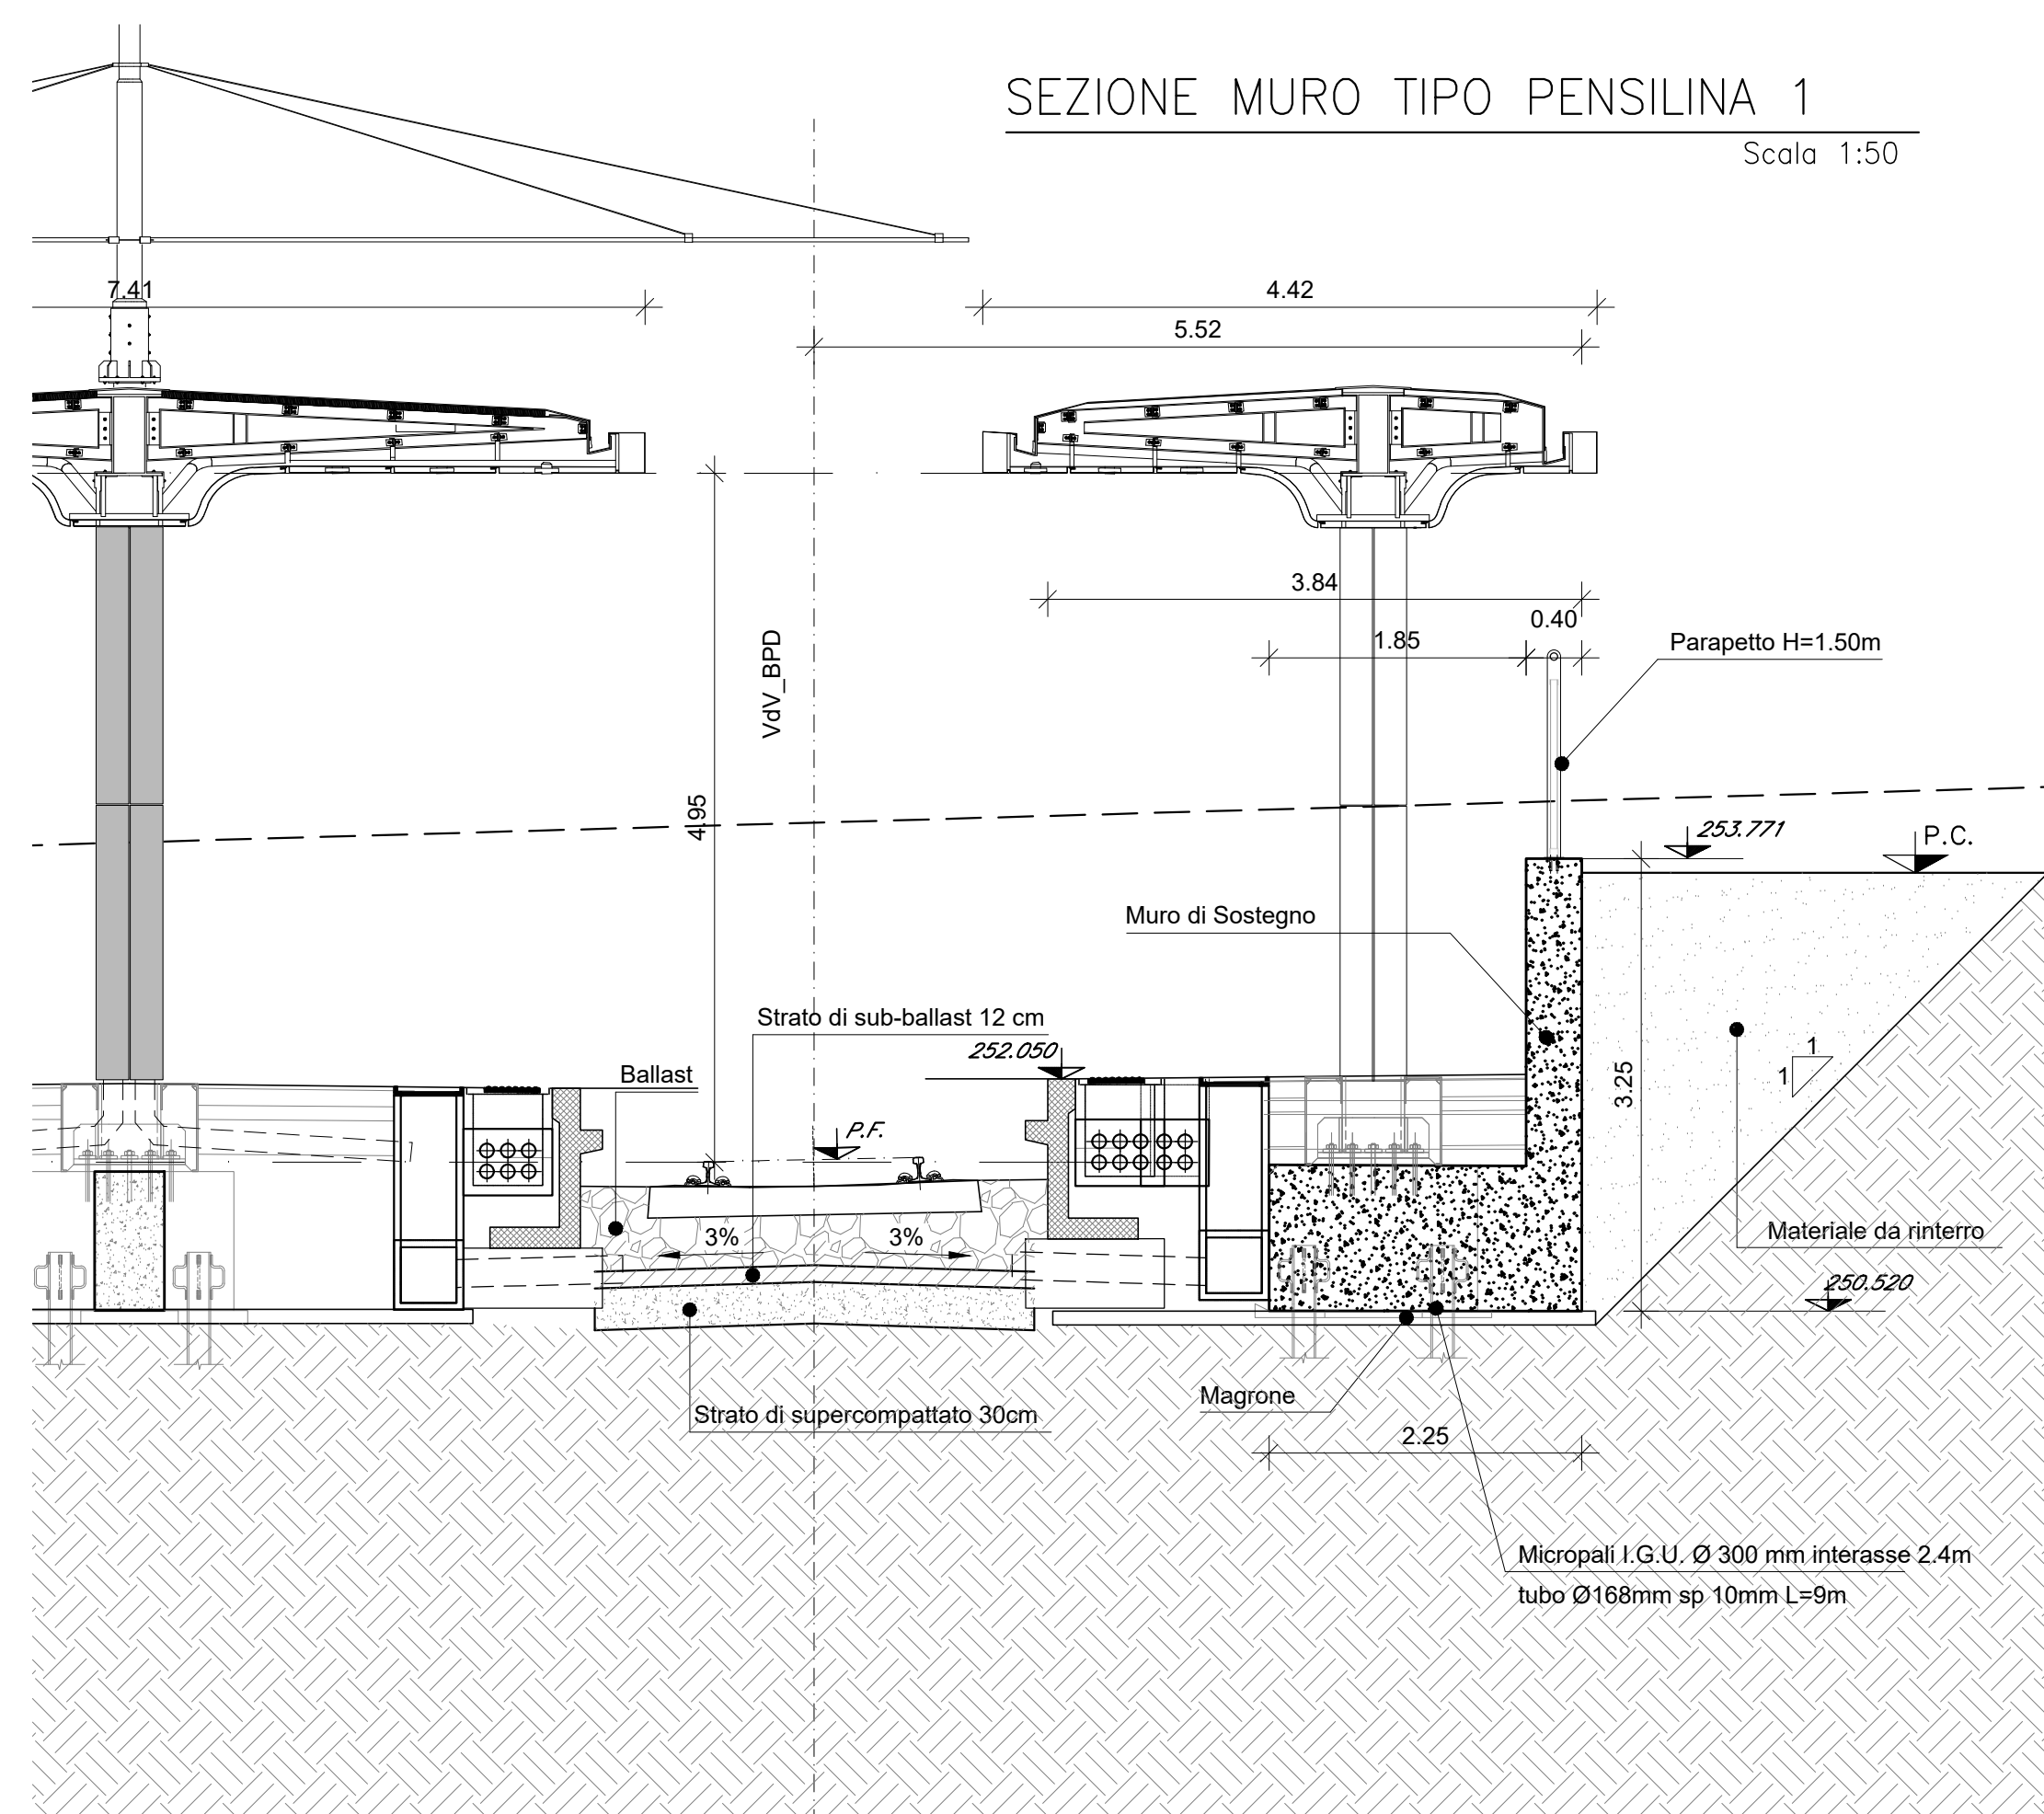 SEZIONE MURO TIPO PENSILINA 1
Scala 1:50
7.41
4.42
5.52
3.84
0.40
1.85
Parapetto H=1.50m
VdV_BPD
4.95
253.771
P.C.
Muro di Sostegno
Strato di sub-ballast 12 cm
252.050
Ballast
1
1
3.25
P.F.
3%
3%
Materiale da rinterro
250.520
Magrone
Strato di supercompattato 30cm
2.25
Micropali I.G.U. Ø 300 mm interasse 2.4m
tubo Ø168mm sp 10mm L=9m